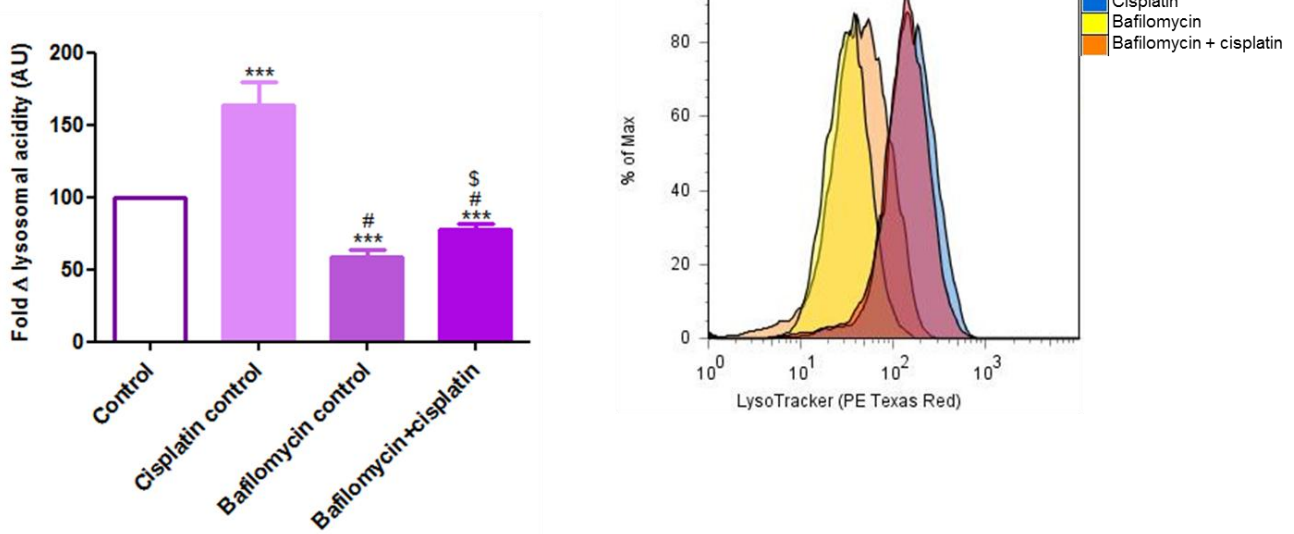 Fold Δ lysosomal acidity (AU)
200
150
100
50
0
***
#
***
$
#
***
Control
Cisplatin control
Bafilomycin control
Bafilomycin+cisplatin
% of Max
80
60
40
20
0
10^0
10^1
10^2
10^3
LysoTracker (PE Texas Red)
Cisplatin
Bafilomycin
Bafilomycin + cisplatin